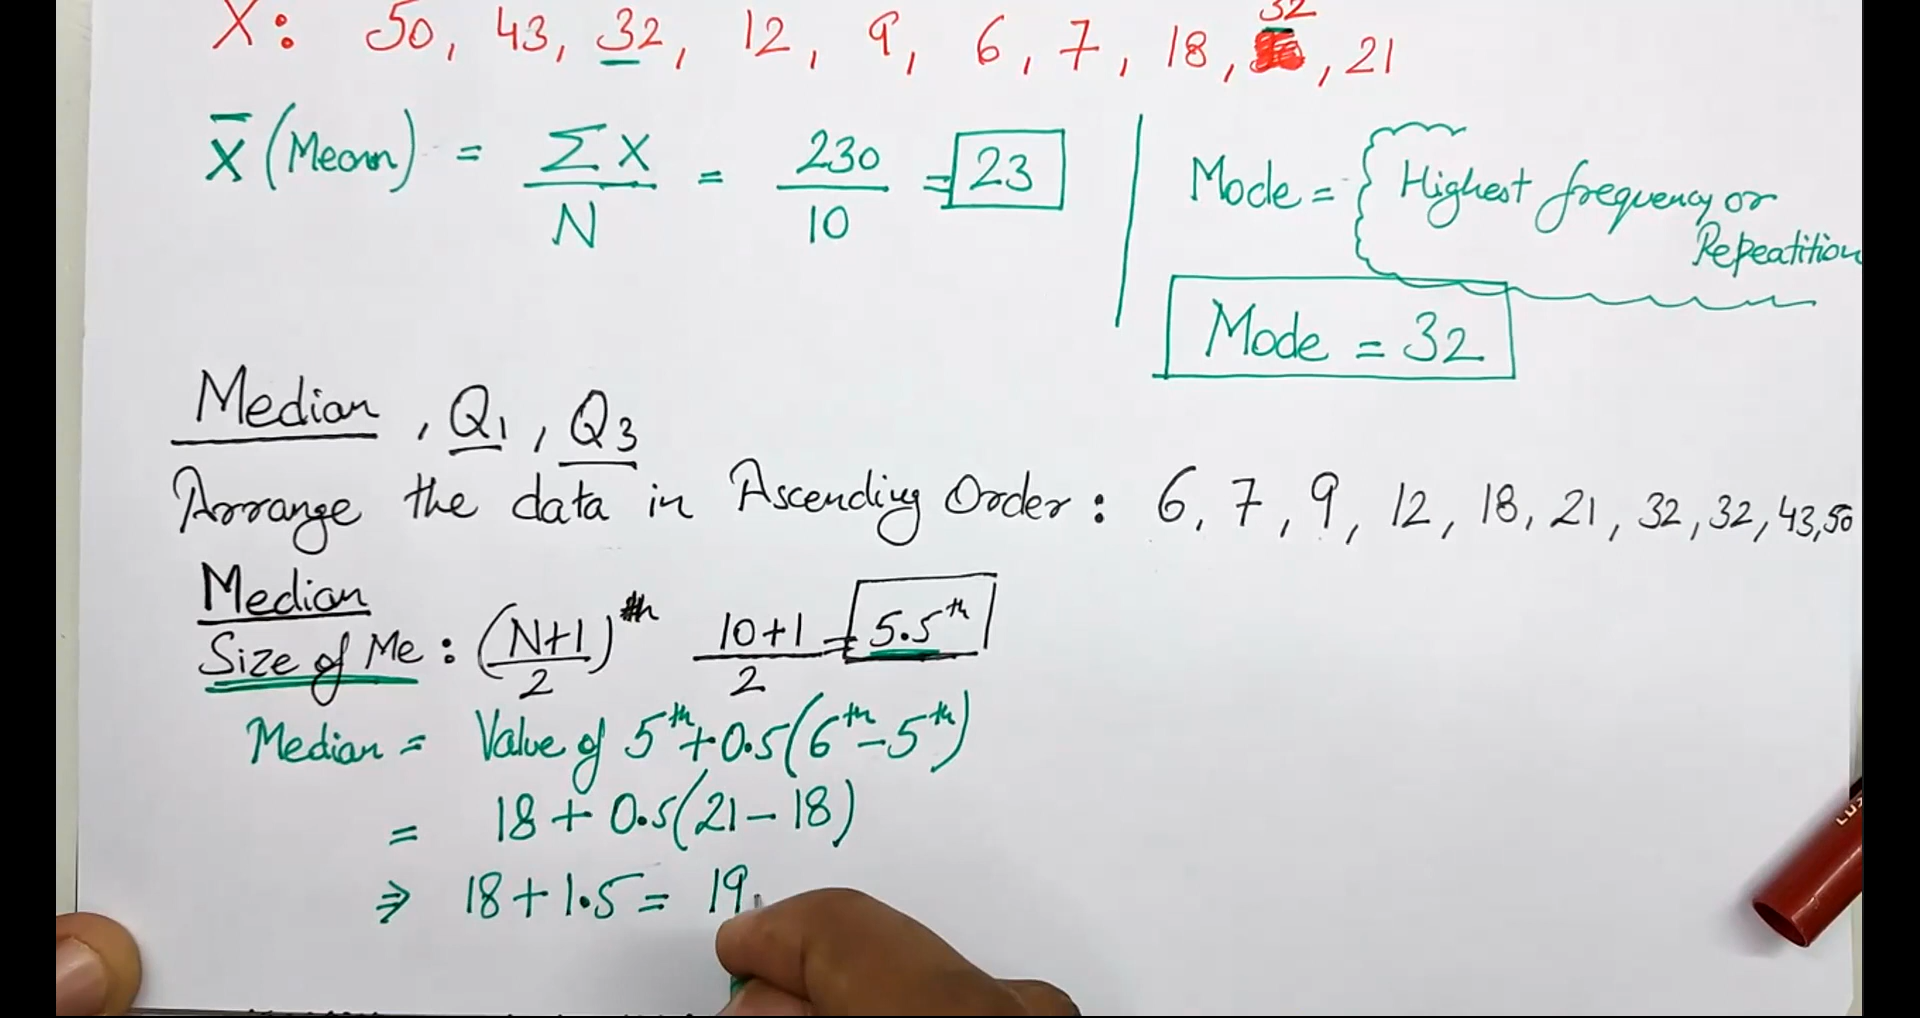 X: 50, 43, 32, 12, 9, 6, 7, 18, 32, 21
X̄ (Mean) = ΣX/N = 230/10 = 23
Mode = { Highest frequency or
Repeatition
Mode = 32
Median, Q1, Q3
Arrange the data in Ascending Order: 6, 7, 9, 12, 18, 21, 32, 32, 43, 50
Median
Size of Me: (N+1/2)th 10+1/2 = 5.5th
Median = Value of 5th+0.5(6th-5th)
= 18+0.5(21-18)
⇒ 18+1.5= 19.